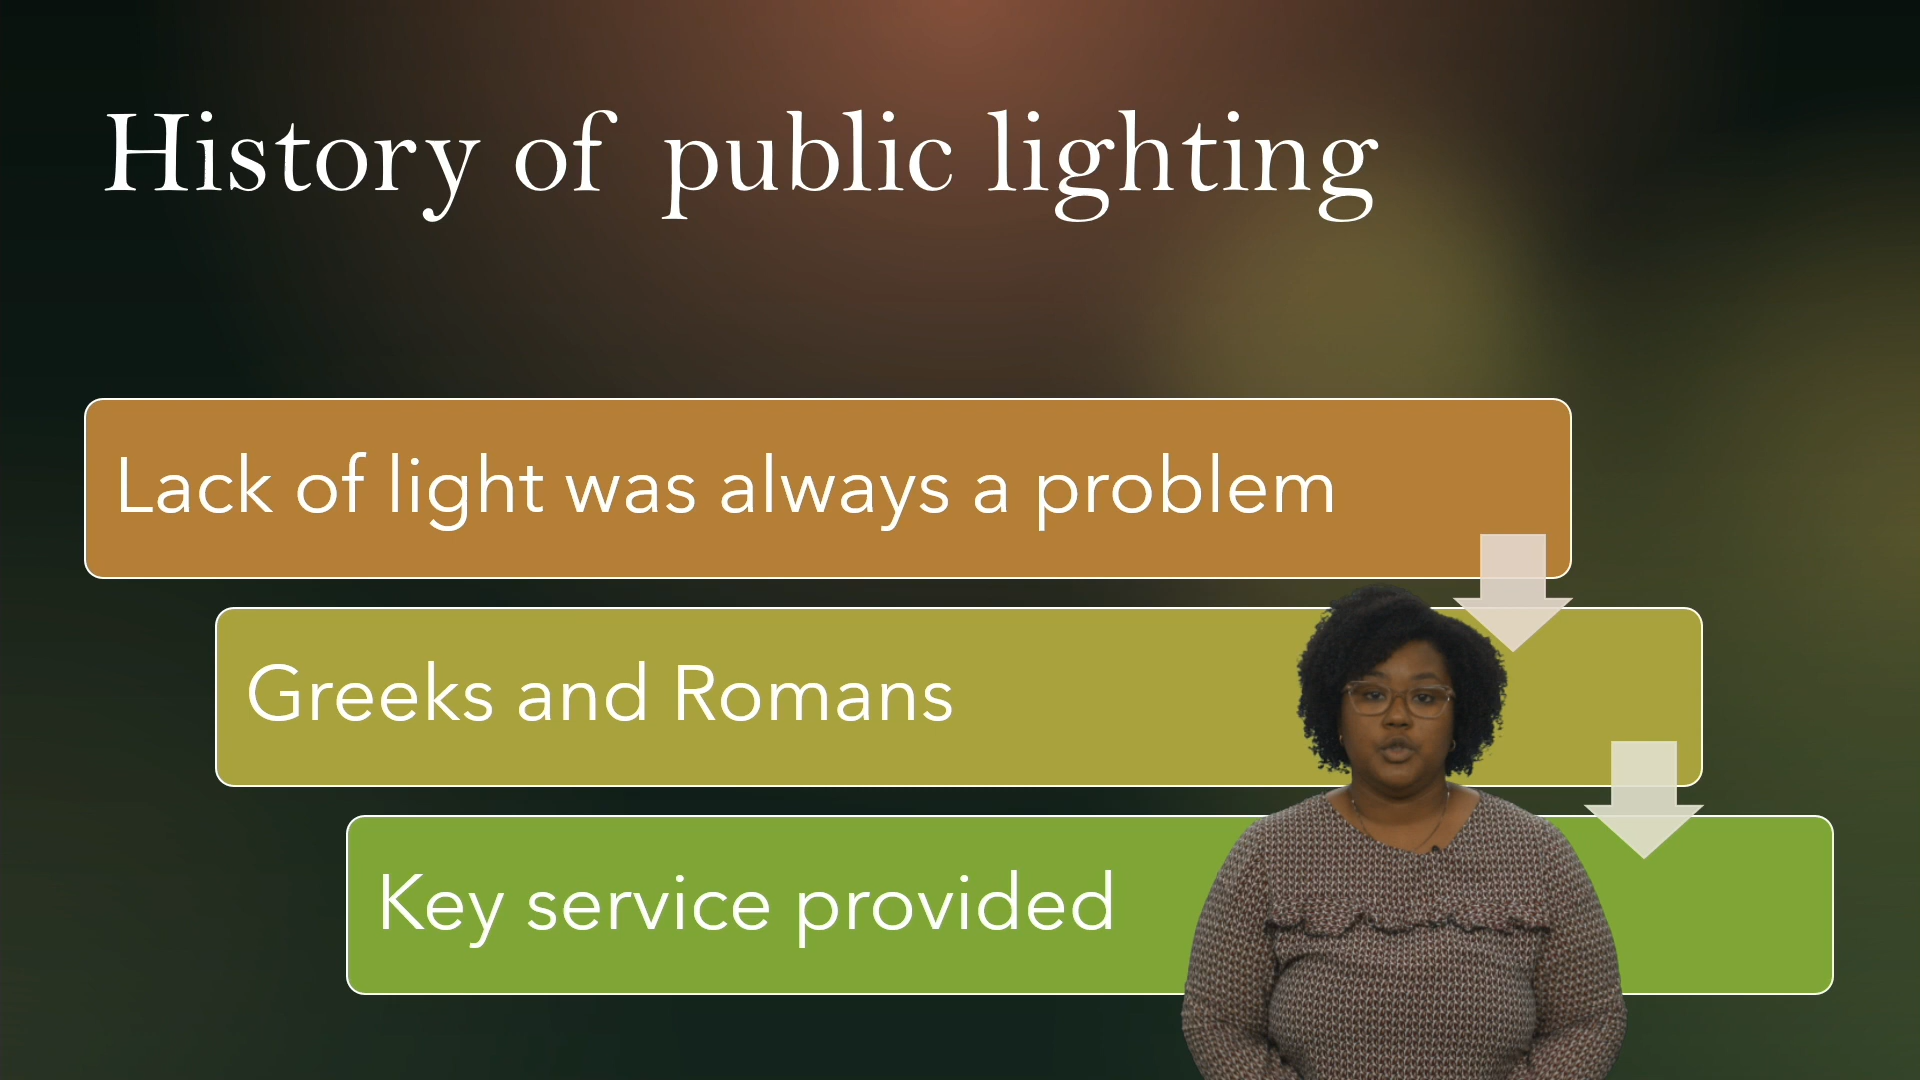 History of public lighting
Lack of light was always a problem
Greeks and Romans
Key service provided